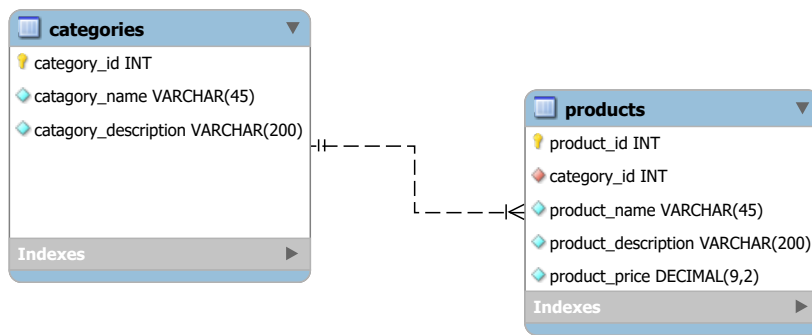 categories
category_id INT
catagory_name VARCHAR(45)
catagory_description VARCHAR(200)
Indexes
products
product_id INT
category_id INT
product_name VARCHAR(45)
product_description VARCHAR(200)
product_price DECIMAL(9,2)
Indexes